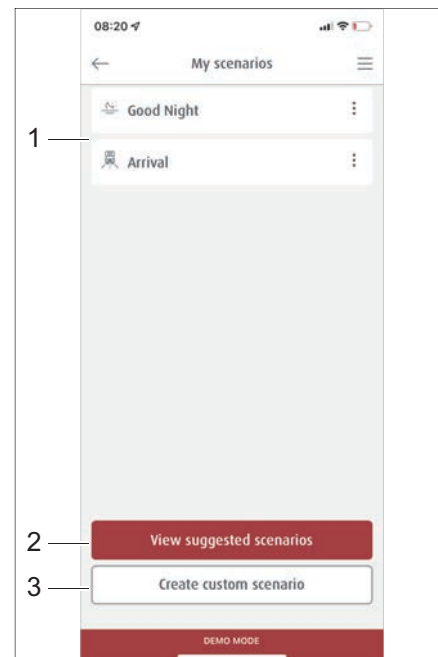 08:20
My scenarios
1
Good Night
Arrival
2
View suggested scenarios
3
Create custom scenario
DEMO MODE